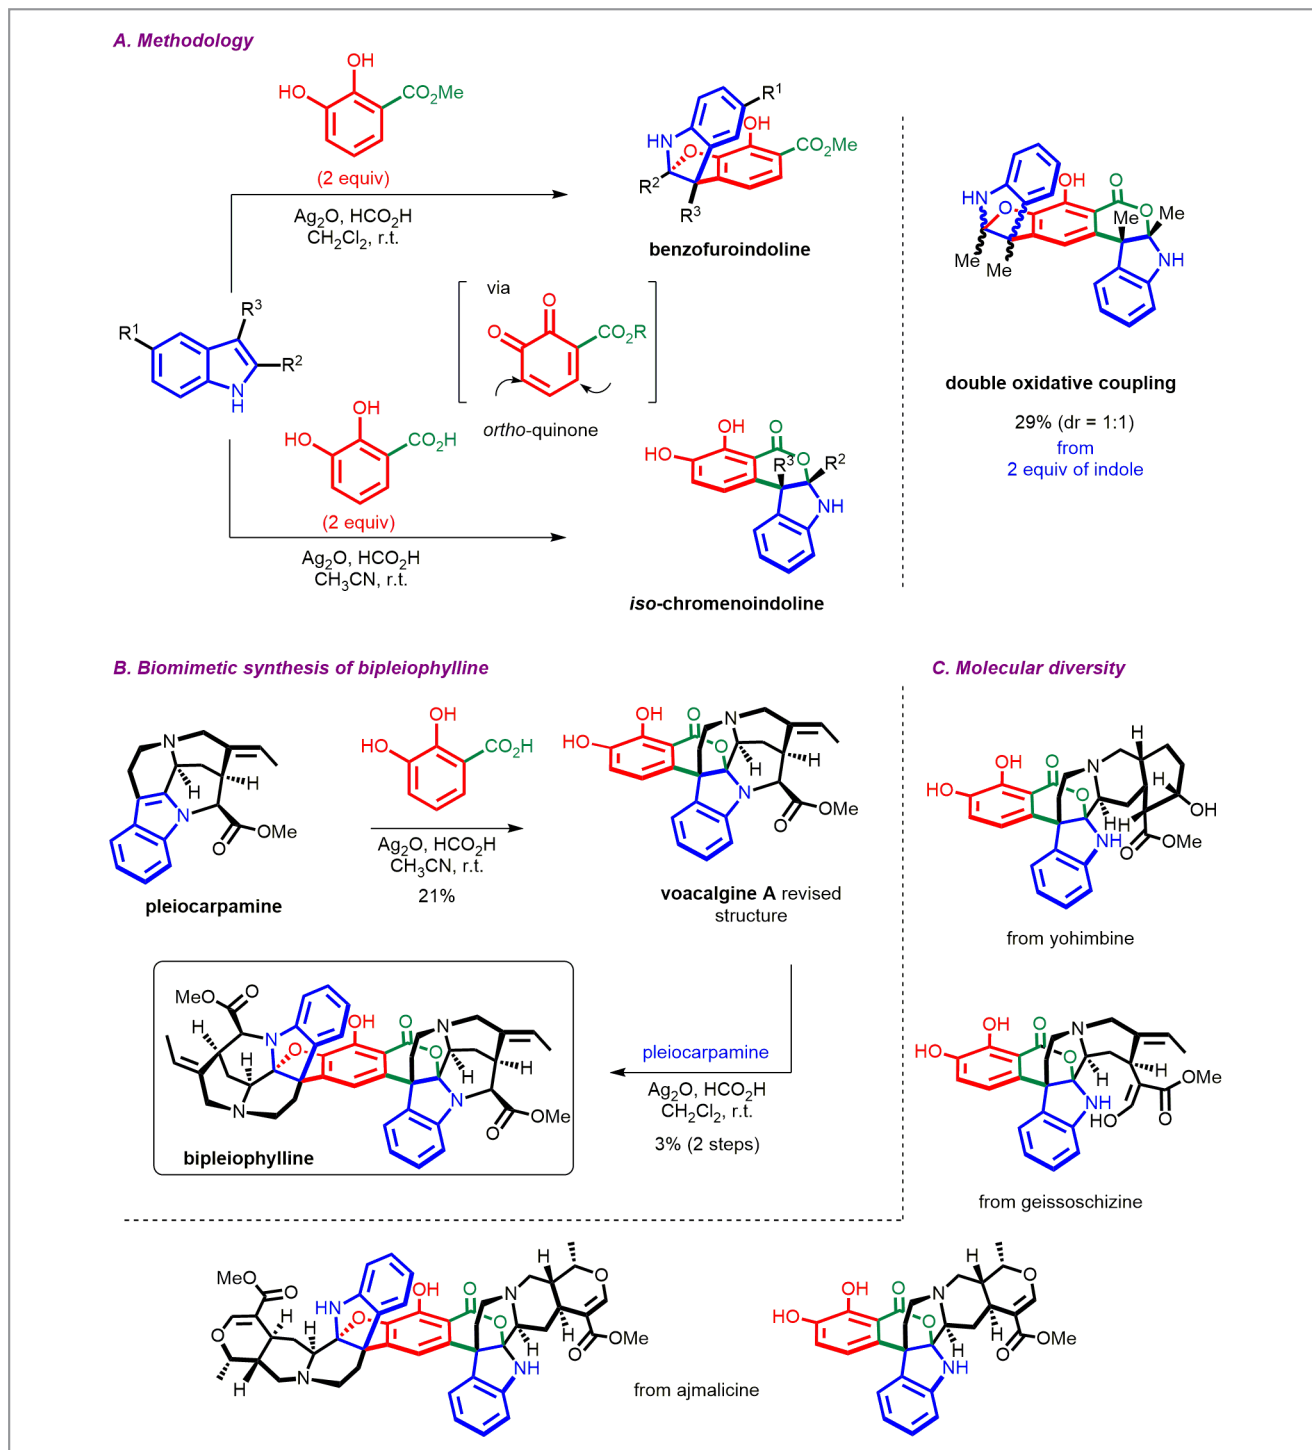 A. Methodology
OH
HO
CO₂Me
(2 equiv)
Ag₂O, HCO₂H
CH₂Cl₂, r.t.
R¹
HN
OH
O
CO₂Me
R²
R³
benzofuroindoline
R¹
R³
R²
N
H
via
O
O
CO₂R
ortho-quinone
OH
HO
CO₂H
(2 equiv)
Ag₂O, HCO₂H
CH₃CN, r.t.
OH
HO
O
O
R³
R²
NH
iso-chromenoindoline
HN
O
OH
O
O
Me
Me
Me
Me
NH
double oxidative coupling
29% (dr = 1:1)
from
2 equiv of indole
B. Biomimetic synthesis of bipleiophylline
N
H
H
N
OMe
O
pleiocarpamine
OH
HO
CO₂H
Ag₂O, HCO₂H
CH₃CN, r.t.
21%
OH
HO
O
O
N
H
H
N
OMe
O
voacalgine A revised
structure
MeO
O
H
N
H
N
O
OH
O
O
N
H
H
N
OMe
O
bipleiophylline
pleiocarpamine
Ag₂O, HCO₂H
CH₂Cl₂, r.t.
3% (2 steps)
C. Molecular diversity
H
OH
HO
O
O
N
H
H
H
OH
NH
OMe
O
from yohimbine
OH
HO
O
O
N
H
H
NH
HO
OMe
O
from geissoschizine
MeO
O
O
H
H
H
N
HN
O
OH
O
O
N
H
H
H
O
OMe
O
NH
from ajmalicine
OH
HO
O
O
N
H
H
H
O
OMe
O
NH